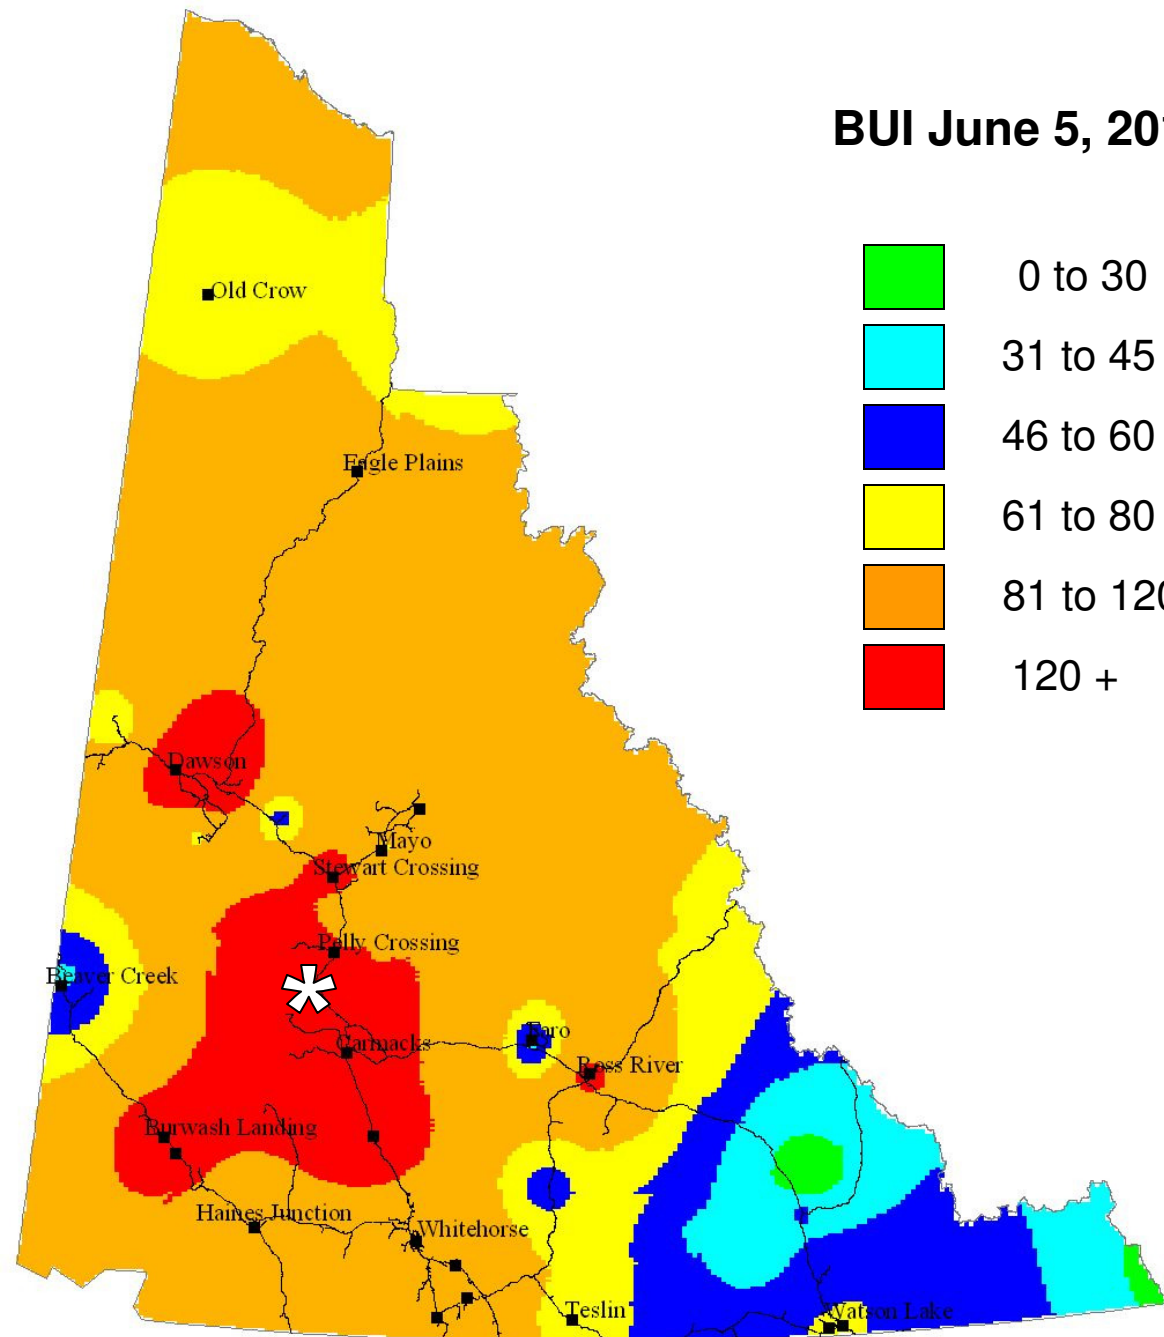 BUI June 5, 201
0 to 30
31 to 45
46 to 60
61 to 80
81 to 120
120 +
Old Crow
Eagle Plains
Dawson
Mayo
Stewart Crossing
Pelly Crossing
*
Beaver Creek
Faro
Carmacks
Ross River
Burwash Landing
Haines Junction
Whitehorse
Teslin
Watson Lake